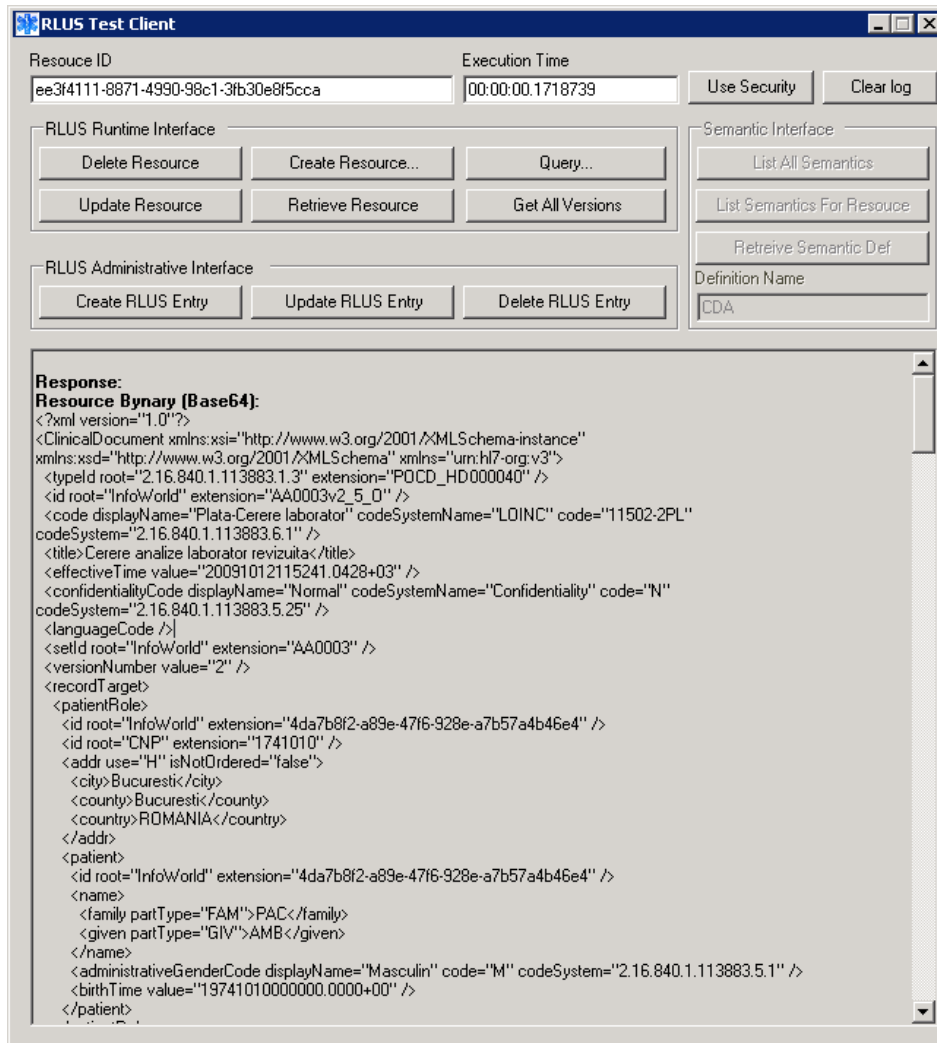 RLUS Test Client
Resouce ID
Execution Time
ee3f4111-8871-4990-98c1-3fb30e8f5cca
00:00:00.1718739
Use Security
Clear log
RLUS Runtime Interface
Delete Resource
Create Resource...
Query...
Update Resource
Retrieve Resource
Get All Versions
Semantic Interface
List All Semantics
List Semantics For Resouce
Retreive Semantic Def
Definition Name
CDA
RLUS Administrative Interface
Create RLUS Entry
Update RLUS Entry
Delete RLUS Entry
Response:
Resource Bynary (Base64):
<?xml version="1.0"?>
<ClinicalDocument xmlns:xsi="http://www.w3.org/2001/XMLSchema-instance"
xmlns:xsd="http://www.w3.org/2001/XMLSchema" xmlns="urn:hl7-org:v3">
<typeId root="2.16.840.1.113883.1.3" extension="POCD_HD000040" />
<id root="InfoWorld" extension="AA0003v2_5_0" />
<code displayName="Plata-Cerere laborator" codeSystemName="LOINC" code="11502-2PL"
codeSystem="2.16.840.1.113883.6.1" />
<title>Cerere analize laborator revizuita</title>
<effectiveTime value="20091012115241.0428+03" />
<confidentialityCode displayName="Normal" codeSystemName="Confidentiality" code="N"
codeSystem="2.16.840.1.113883.5.25" />
<languageCode />
<setId root="InfoWorld" extension="AA0003" />
<versionNumber value="2" />
<recordTarget>
<patientRole>
<id root="InfoWorld" extension="4da7b8f2-a89e-47f6-928e-a7b57a4b46e4" />
<id root="CNP" extension="1741010" />
<addr use="H" isNotOrdered="false">
<city>Bucuresti</city>
<county>Bucuresti</county>
<country>ROMANIA</country>
</addr>
<patient>
<id root="InfoWorld" extension="4da7b8f2-a89e-47f6-928e-a7b57a4b46e4" />
<name>
<family partType="FAM">PAC</family>
<given partType="GIV">AMB</given>
</name>
<administrativeGenderCode displayName="Masculin" code="M" codeSystem="2.16.840.1.113883.5.1" />
<birthTime value="19741010000000.0000+00" />
</patient>